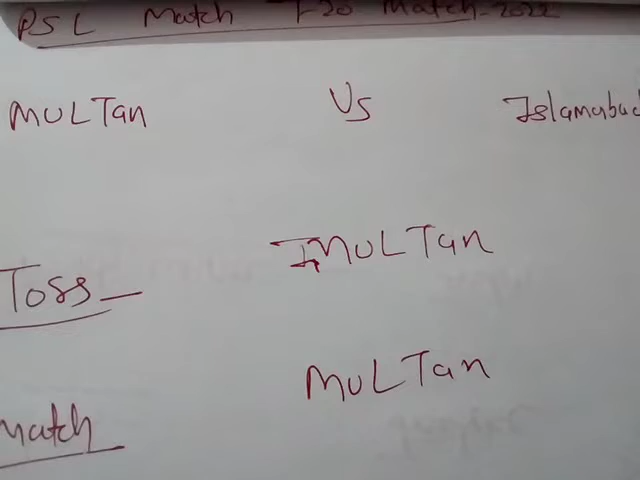 PSL Match T20 Match-2022
MULTan Vs Islamabad
Toss - MULTan
match MULTan